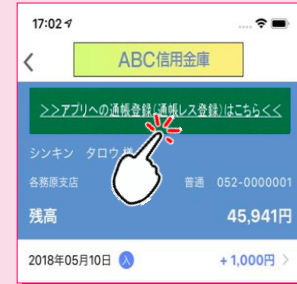 17:02
ABC信用金庫
>>アプリへの通帳登録(通帳レス登録)はこちら<<
シンキン タロウ 様
各務原支店 普通 052-0000001
残高 45,941円
2018年05月10日 入 +1,000円 >